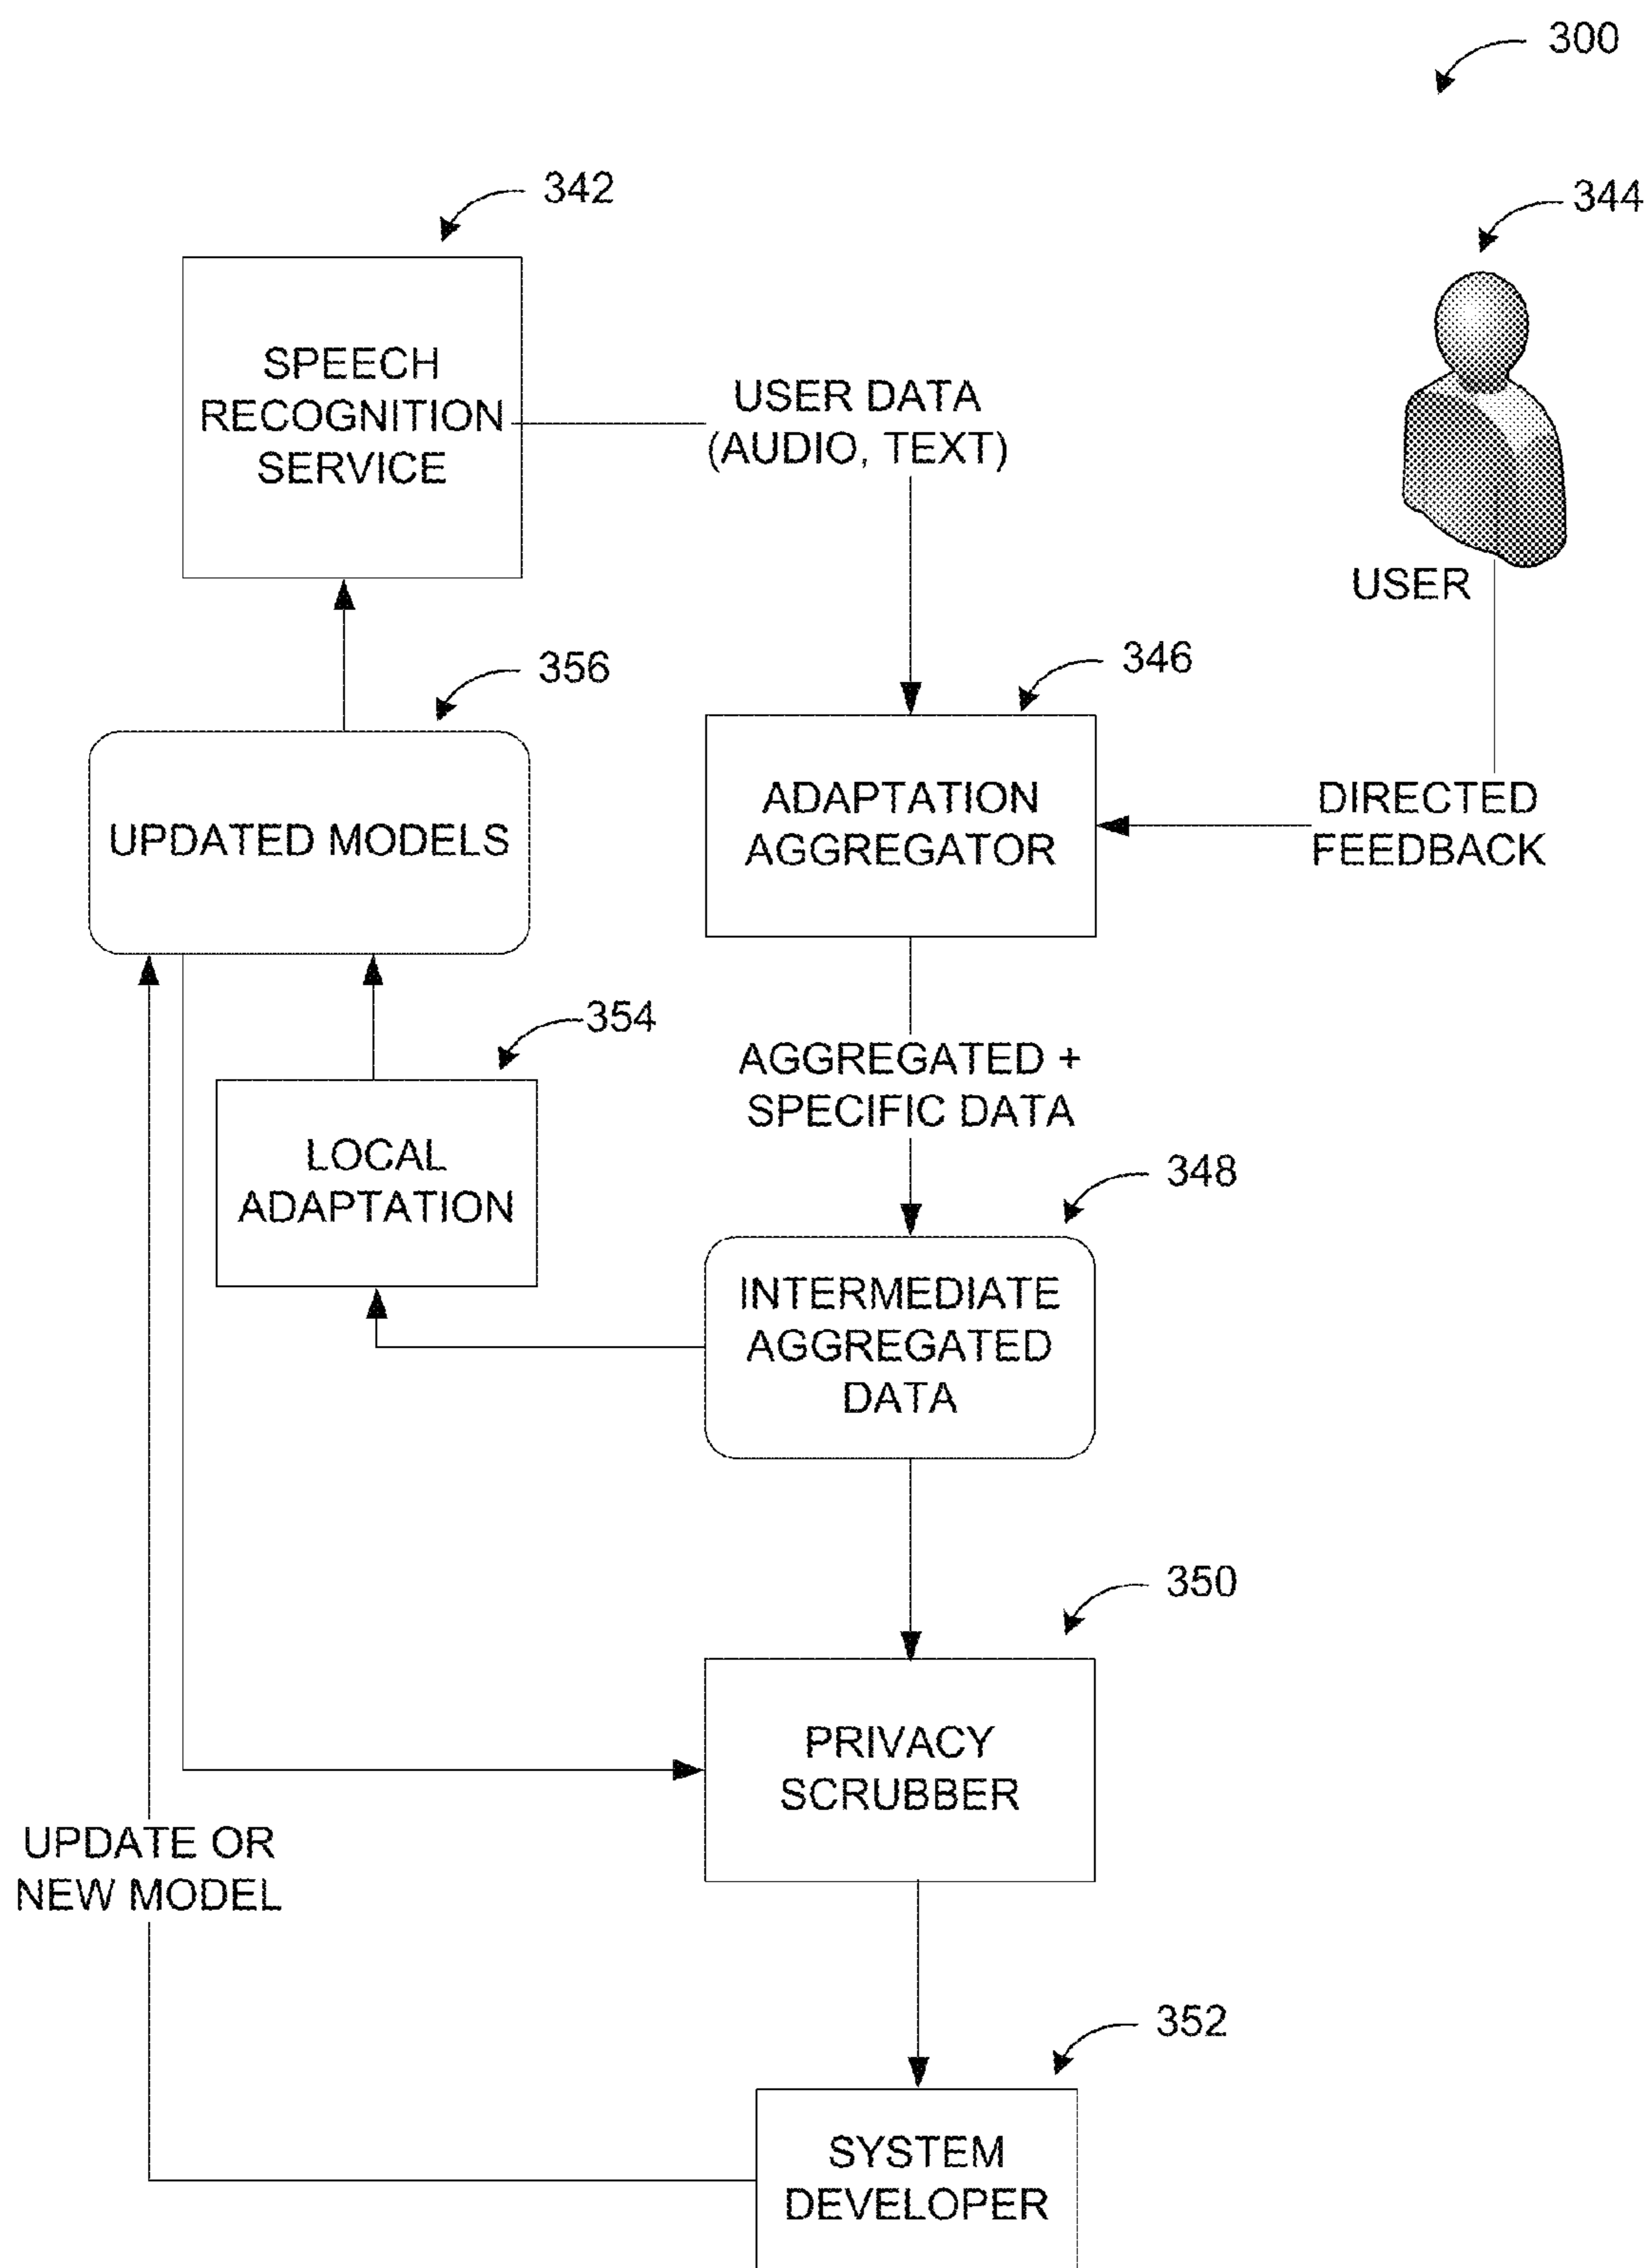 300
342
344
SPEECH
RECOGNITION
SERVICE
USER DATA
(AUDIO, TEXT)
USER
356
346
UPDATED MODELS
ADAPTATION
AGGREGATOR
DIRECTED
FEEDBACK
354
AGGREGATED +
SPECIFIC DATA
LOCAL
ADAPTATION
348
INTERMEDIATE
AGGREGATED
DATA
350
PRIVACY
SCRUBBER
UPDATE OR
NEW MODEL
352
SYSTEM
DEVELOPER